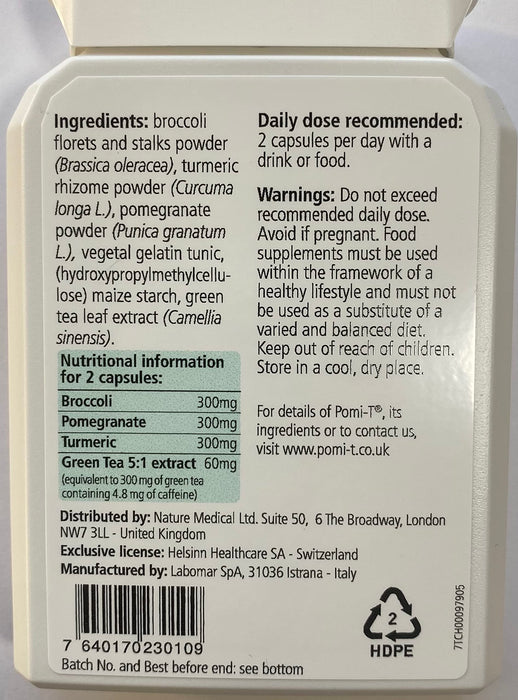 Ingredients: broccoli
florets and stalks powder
(Brassica oleracea), turmeric
rhizome powder (Curcuma
longa L.), pomegranate
powder (Punica granatum
L.), vegetal gelatin tunic,
(hydroxypropylmethylcellu-
lose) maize starch, green
tea leaf extract (Camellia
sinensis).
Nutritional information
for 2 capsules:
Broccoli 300mg
Pomegranate 300mg
Turmeric 300mg
Green Tea 5:1 extract 60mg
(equivalent to 300 mg of green tea
containing 4.8 mg of caffeine)
Daily dose recommended:
2 capsules per day with a
drink or food.
Warnings: Do not exceed
recommended daily dose.
Avoid if pregnant. Food
supplements must be used
within the framework of a
healthy lifestyle and must not
be used as a substitute of a
varied and balanced diet.
Keep out of reach of children.
Store in a cool, dry place.
For details of Pomi-T®, its
ingredients or to contact us,
visit www.pomi-t.co.uk
Distributed by: Nature Medical Ltd. Suite 50, 6 The Broadway, London
NW7 3LL - United Kingdom
Exclusive license: Helsinn Healthcare SA - Switzerland
Manufactured by: Labomar SpA, 31036 Istrana - Italy
7 640170230109
Batch No. and Best before end: see bottom
2
HDPE
7TCH00097905